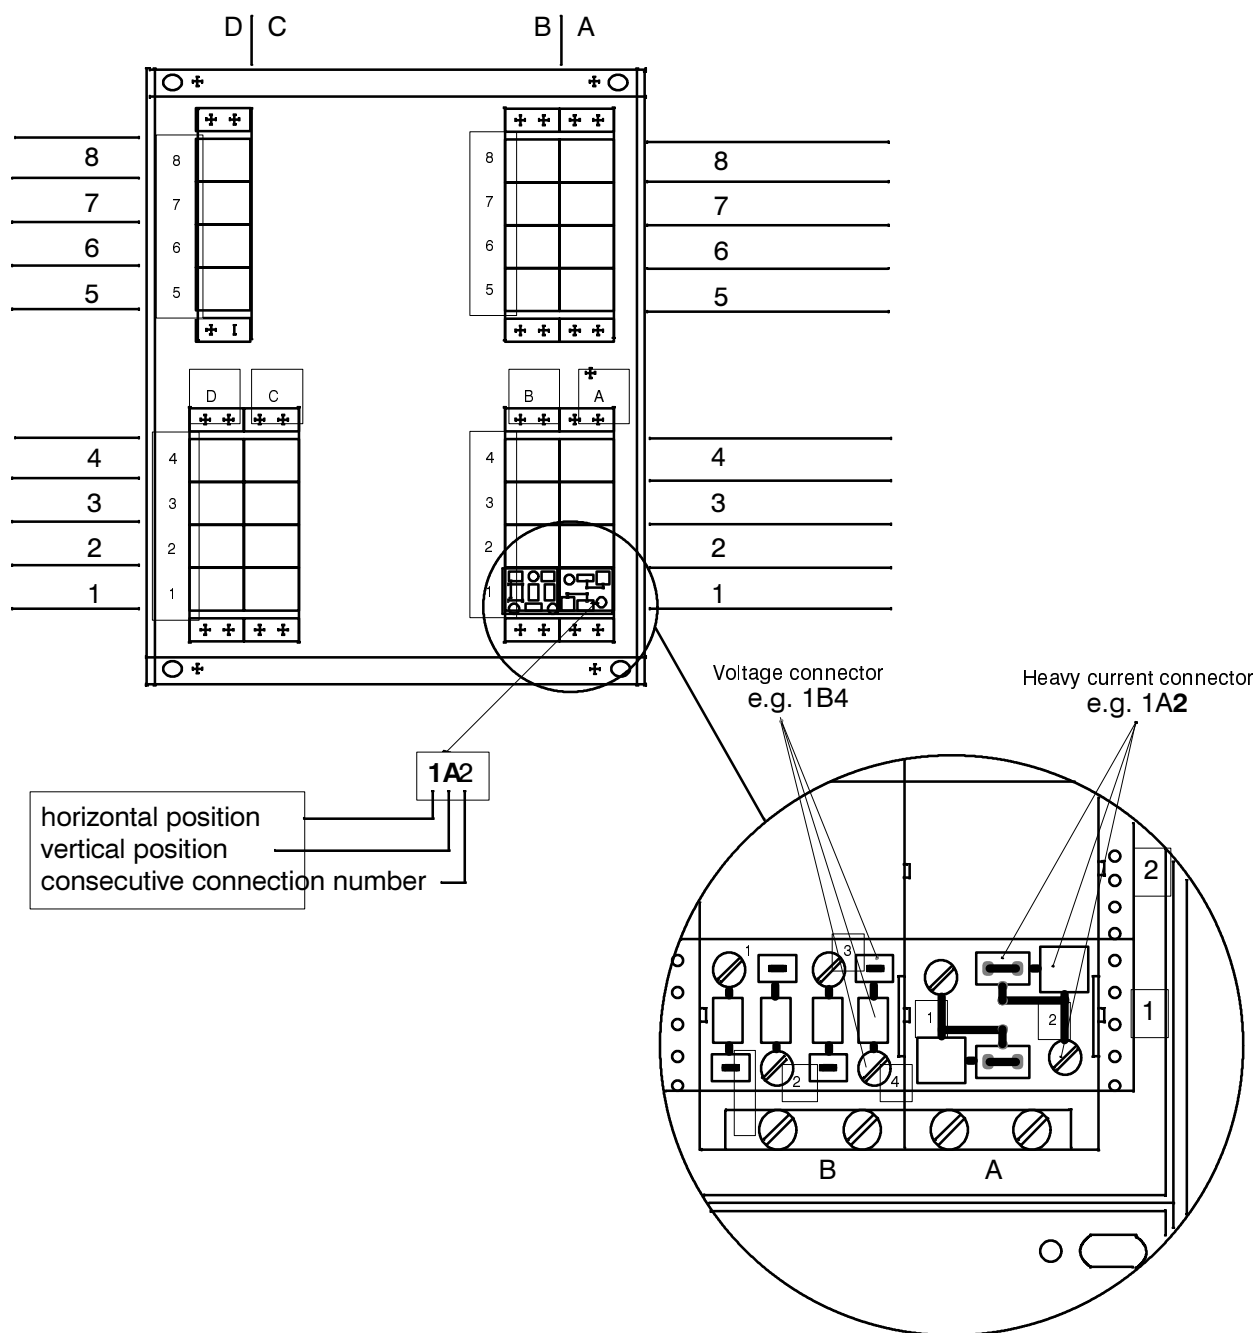 D C B A
8 8 8 8
7 7 7 7
6 6 6 6
5 5 5 5
D C B A
4 4 4 4
3 3 3 3
2 2 2 2
1 1 1 1
Voltage connector
e.g. 1B4
Heavy current connector
e.g. 1A2
1A2
horizontal position
vertical position
consecutive connection number
2
1 3
1 2 1
2 4
B A